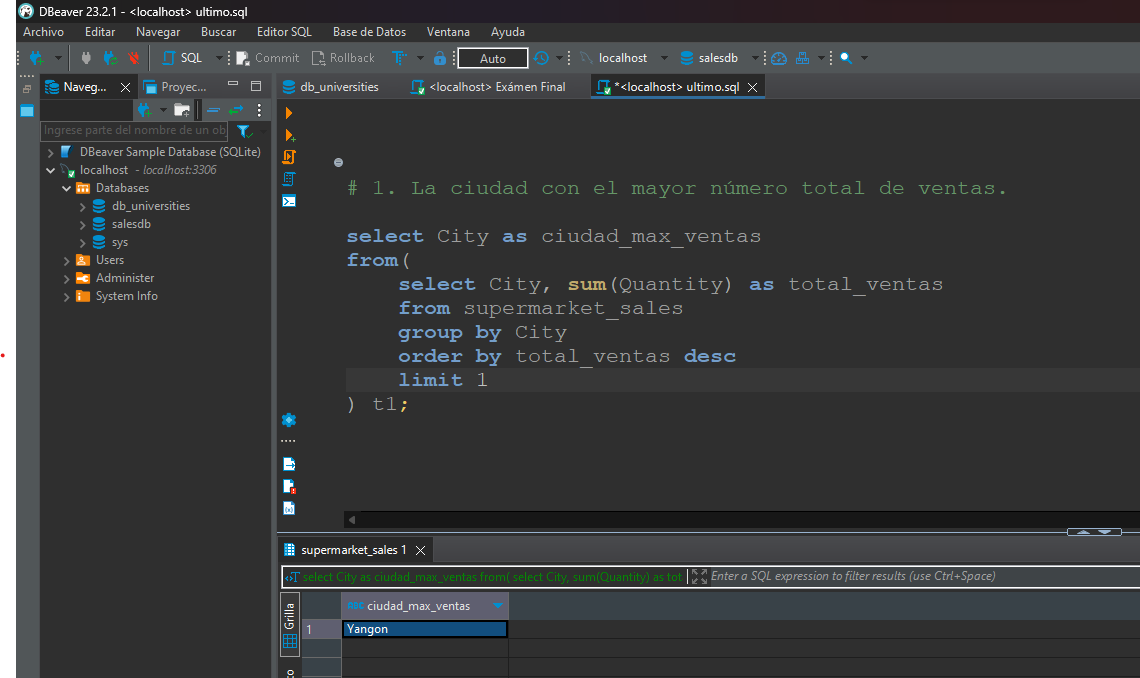 DBeaver 23.2.1 - <localhost> ultimo.sql
Archivo Editar Navegar Buscar Editor SQL Base de Datos Ventana Ayuda
SQL Commit Rollback Auto localhost salesdb
Naveg... Proyec... db_universities <localhost> Exámen Final *<localhost> ultimo.sql
Ingrese parte del nombre de un obj
DBeaver Sample Database (SQLite)
localhost - localhost:3306
Databases
db_universities
salesdb
sys
Users
Administer
System Info
# 1. La ciudad con el mayor número total de ventas.
select City as ciudad_max_ventas
from(
select City, sum(Quantity) as total_ventas
from supermarket_sales
group by City
order by total_ventas desc
limit 1
) t1;
supermarket_sales 1
select City as ciudad_max_ventas from( select City, sum(Quantity) as tot Enter a SQL expression to filter results (use Ctrl+Space)
Grilla
ABC ciudad_max_ventas
1 Yangon